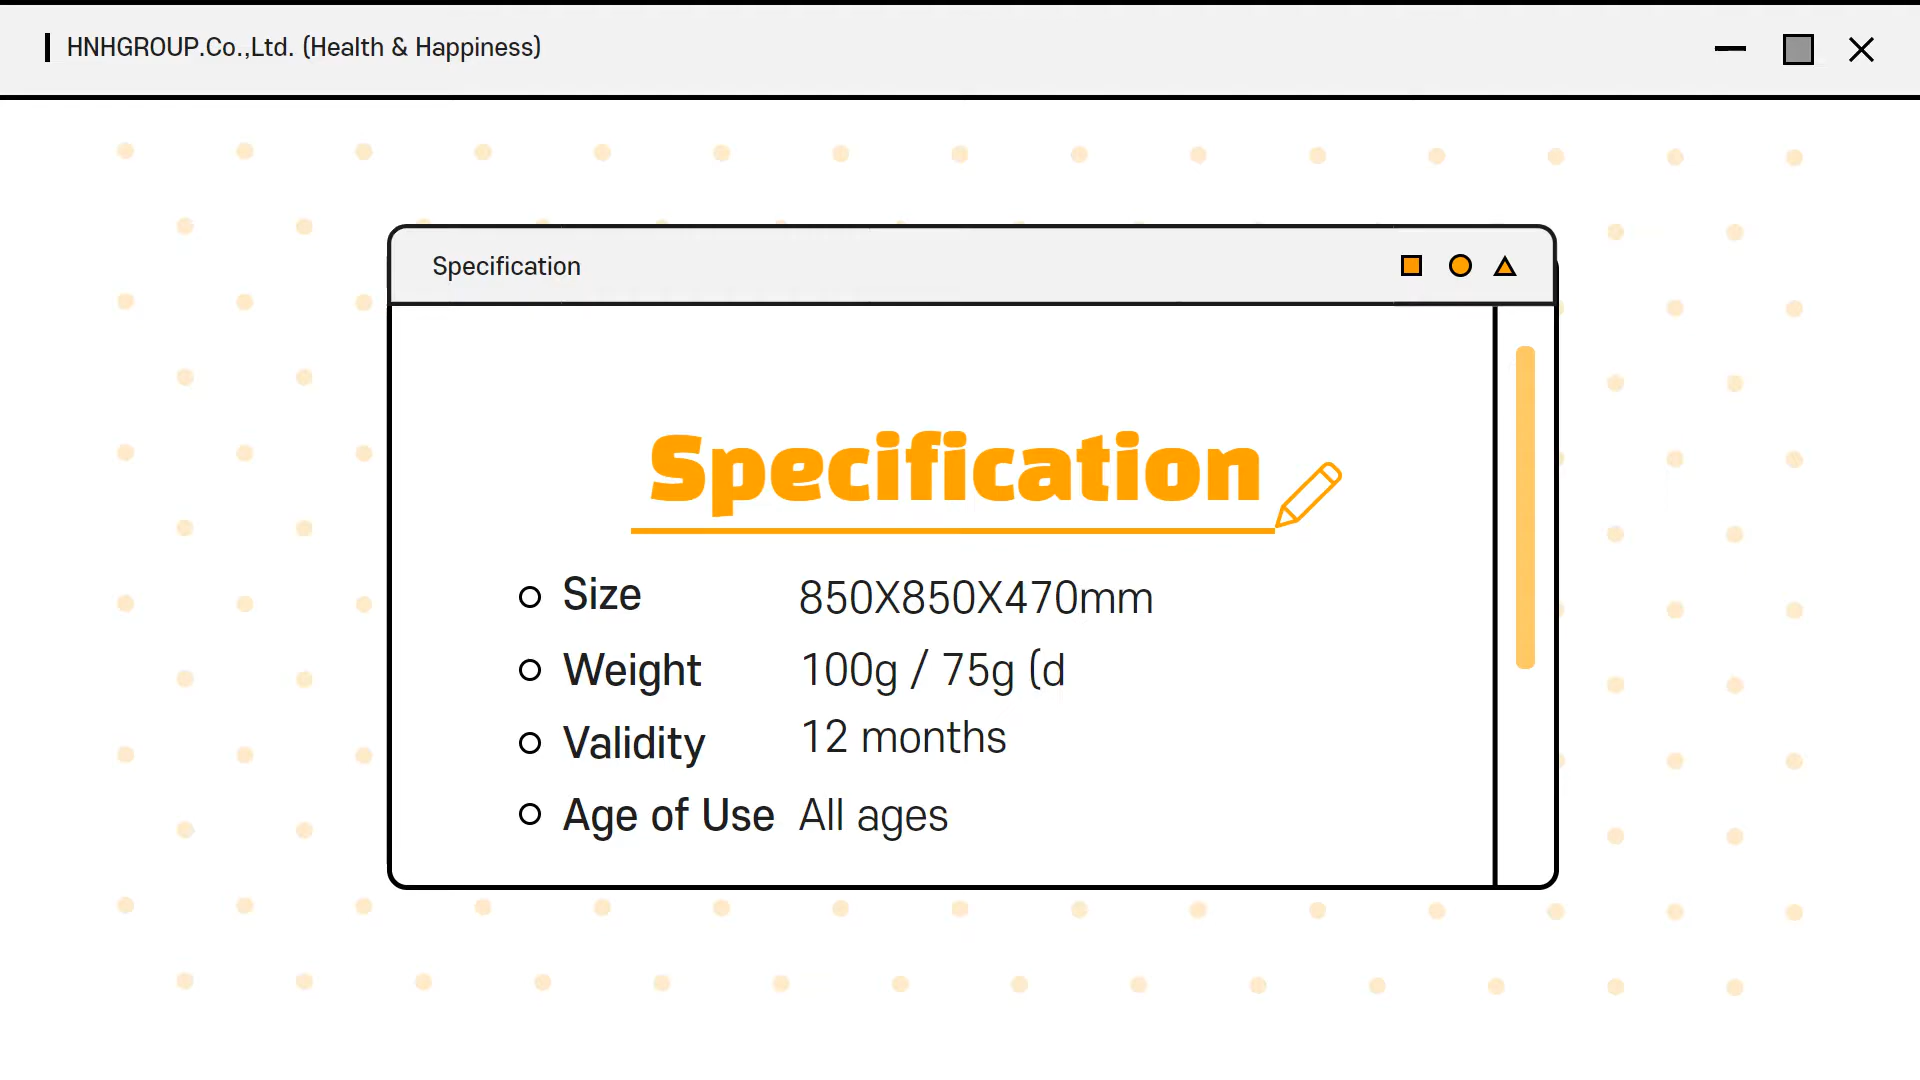 HNHGROUP.Co.,Ltd. (Health & Happiness)
Specification
Specification
Size 850X850X470mm
Weight 100g / 75g (d
Validity 12 months
Age of Use All ages